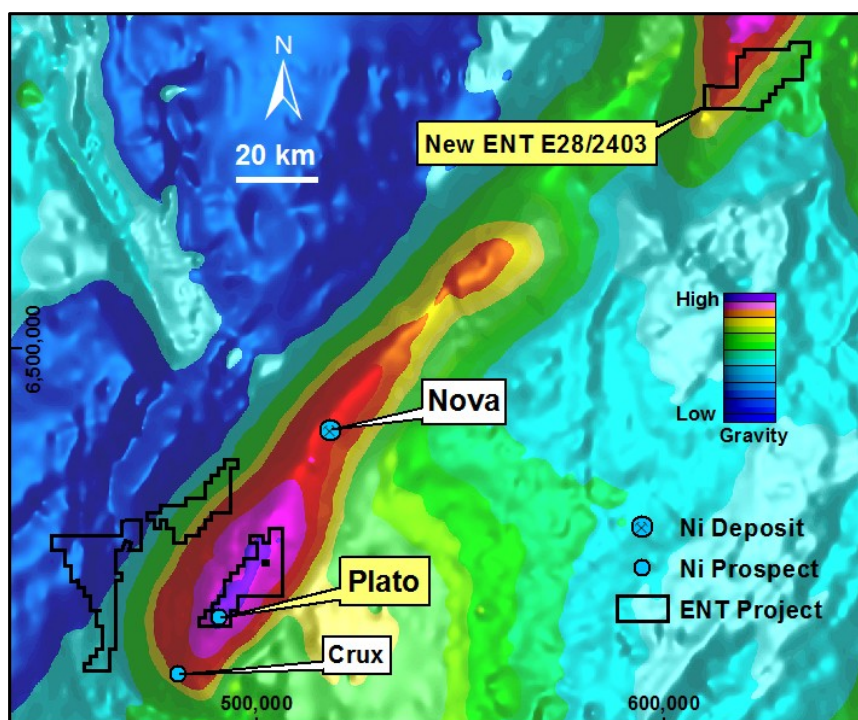 N
20 km
New ENT E28/2403
6,500,000
High
Low
Gravity
Nova
Ni Deposit
Ni Prospect
ENT Project
Plato
Crux
500,000
600,000